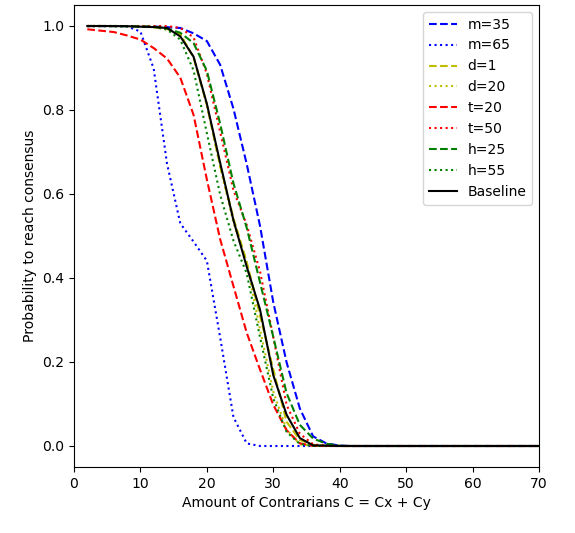 1.0
0.8
0.6
0.4
0.2
0.0
Probability to reach consensus
m=35
m=65
d=1
d=20
t=20
t=50
h=25
h=55
Baseline
0 10 20 30 40 50 60 70
Amount of Contrarians C = Cx + Cy